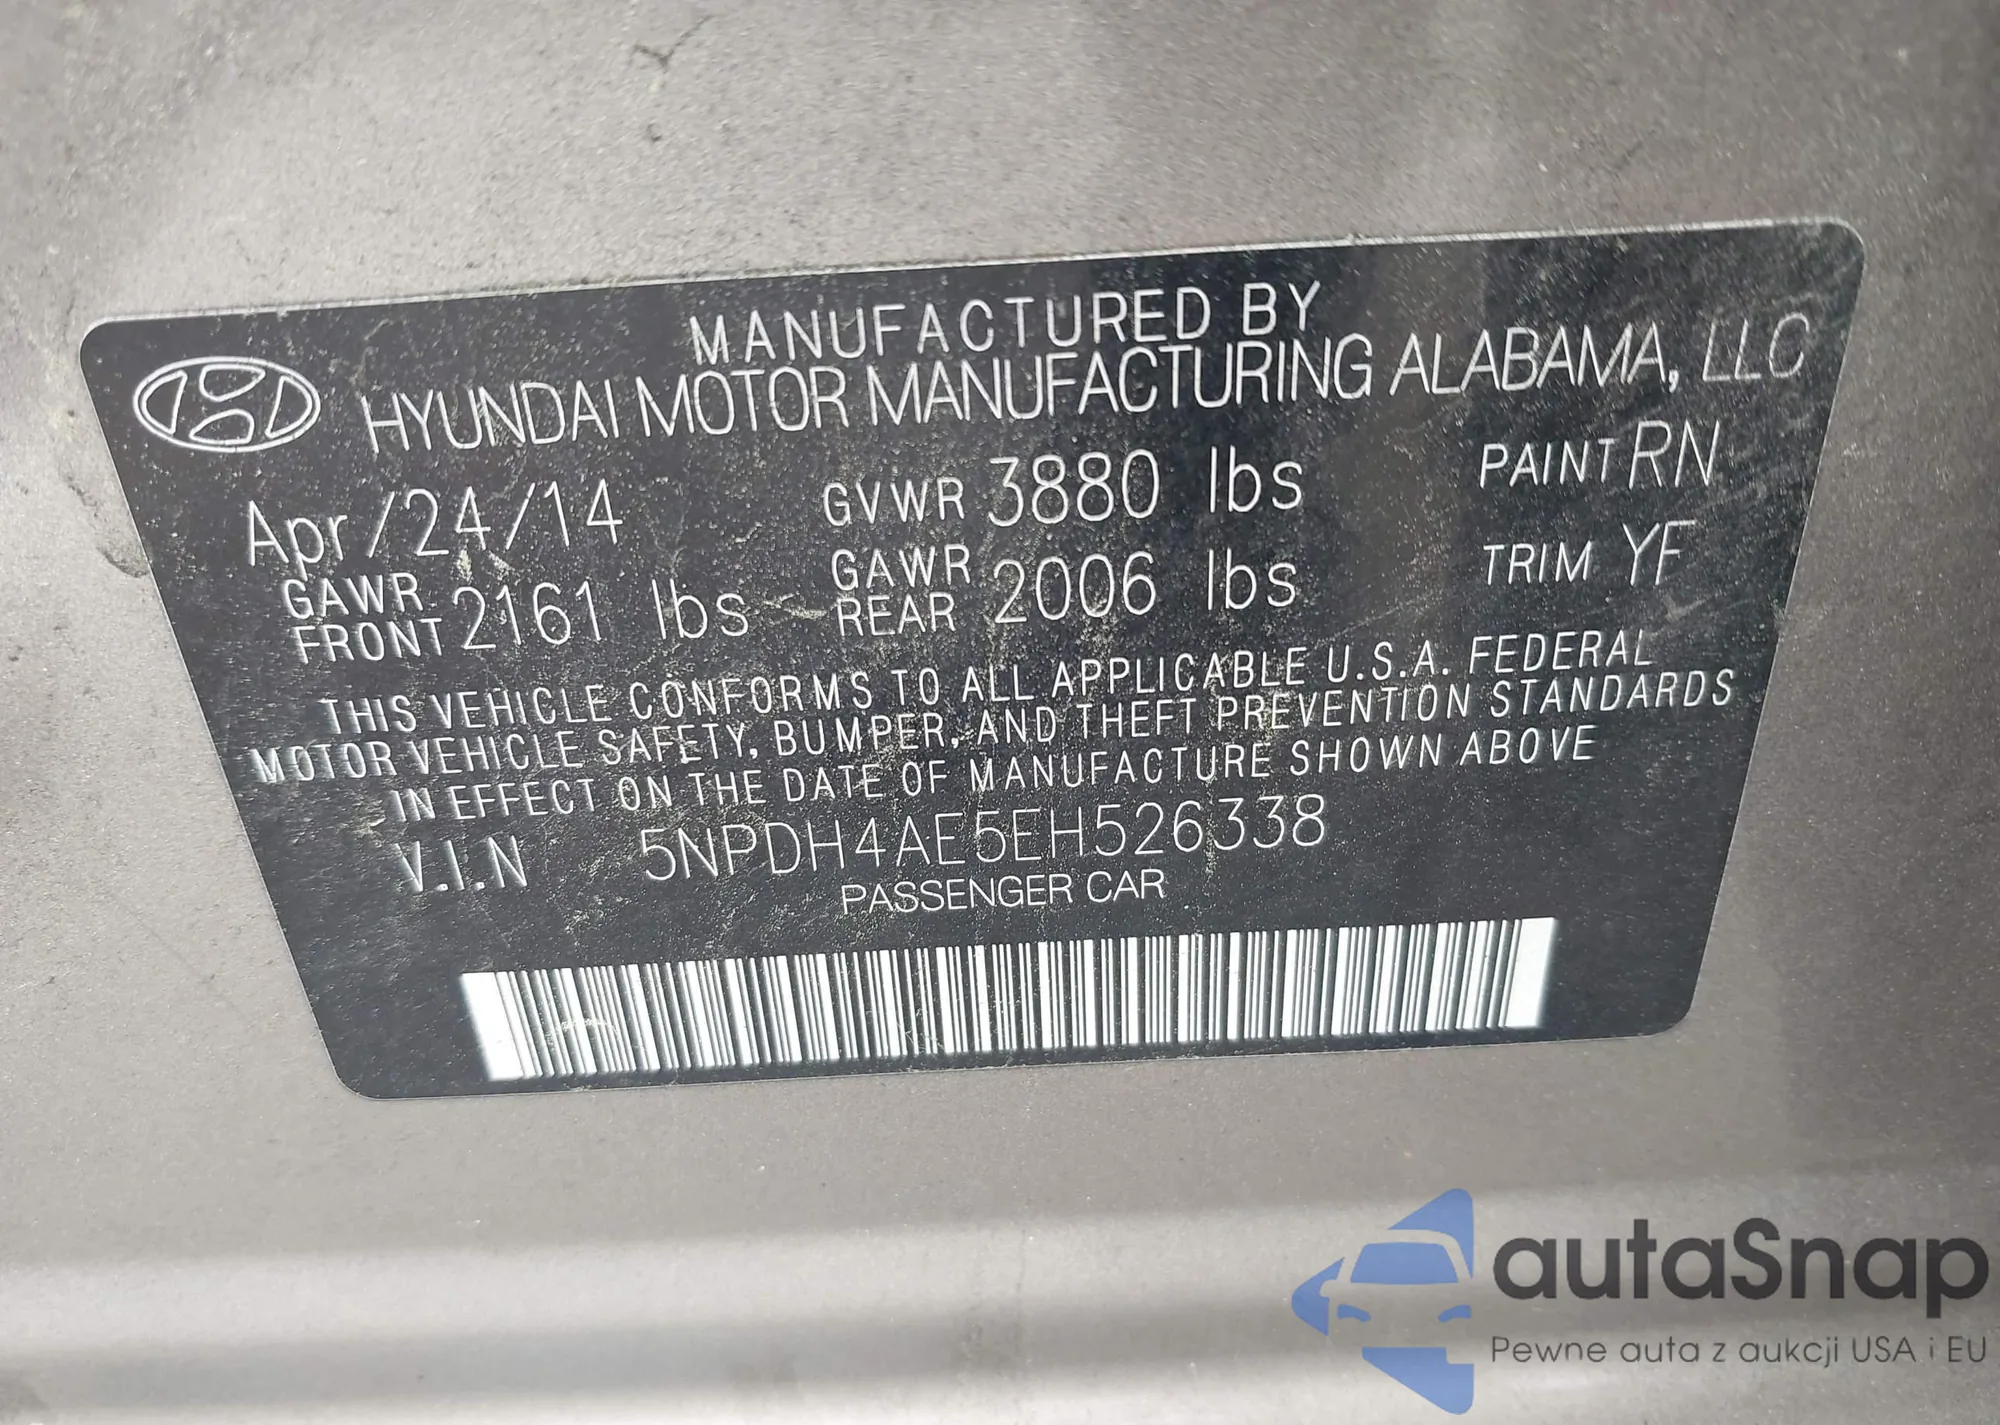 MANUFACTURED BY
HYUNDAI MOTOR MANUFACTURING ALABAMA, LLC
Apr/24/14 GVWR 3880 lbs PAINT RN
GAWR FRONT 2161 lbs GAWR REAR 2006 lbs TRIM YF
THIS VEHICLE CONFORMS TO ALL APPLICABLE U.S.A. FEDERAL
MOTOR VEHICLE SAFETY, BUMPER, AND THEFT PREVENTION STANDARDS
IN EFFECT ON THE DATE OF MANUFACTURE SHOWN ABOVE
V.I.N 5NPDH4AE5EH526338
PASSENGER CAR
autaSnap
Pewne auta z aukcji USA i EU